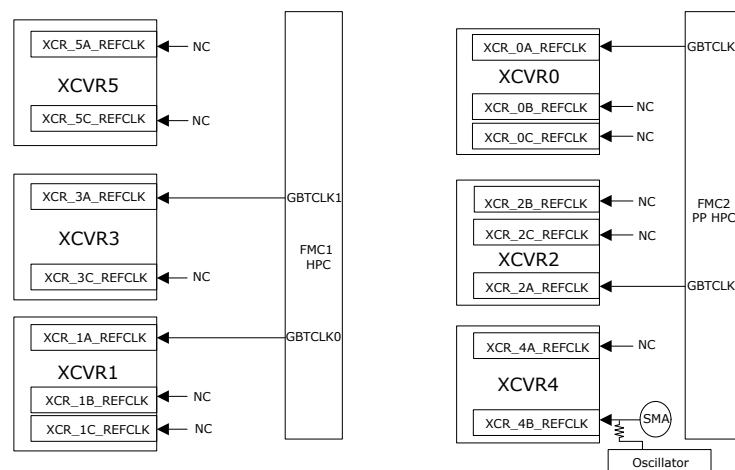 XCR_5A_REFCLK
NC
XCVR5
XCR_5C_REFCLK
NC
XCR_3A_REFCLK
GBTCLK1
XCVR3
FMC1
HPC
XCR_3C_REFCLK
NC
XCR_1A_REFCLK
GBTCLK0
XCVR1
XCR_1B_REFCLK
NC
XCR_1C_REFCLK
NC
XCR_0A_REFCLK
GBTCLK
XCVR0
XCR_0B_REFCLK
NC
XCR_0C_REFCLK
NC
XCR_2B_REFCLK
NC
FMC2
PP HPC
XCR_2C_REFCLK
NC
XCVR2
XCR_2A_REFCLK
GBTCLK
XCR_4A_REFCLK
NC
XCVR4
XCR_4B_REFCLK
SMA
Oscillator